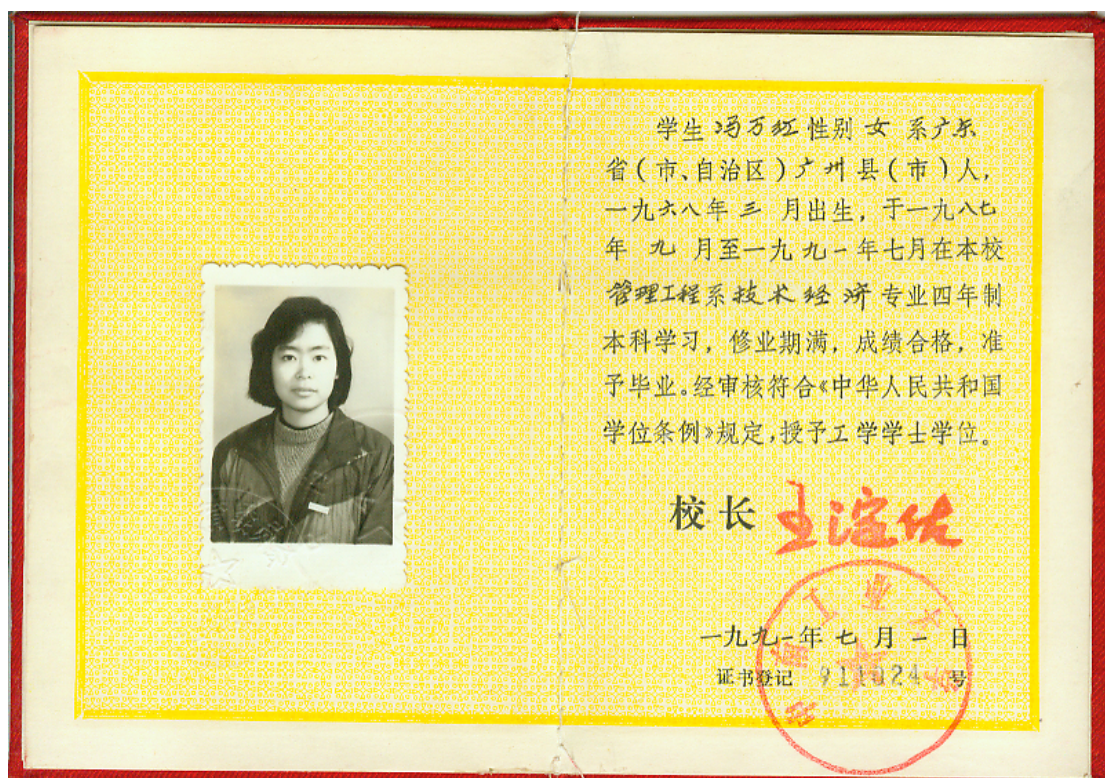 学生冯万红性别女系广东
省（市、自治区）广州县（市）人，
一九六八年三月出生，于一九八七
年九月至一九九一年七月在本校
管理工程系技术经济专业四年制
本科学习，修业期满，成绩合格，准
予毕业。经审核符合《中华人民共和国
学位条例》规定，授予工学学士学位。
校长 王淀佐
一九九一年七月一日
证书登记 911024 号